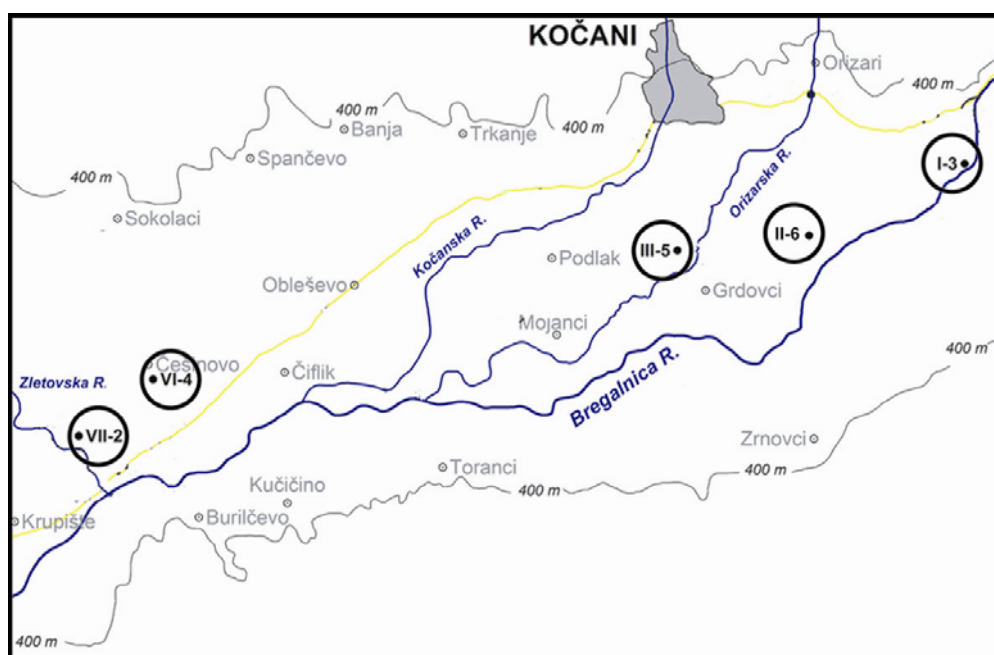 KOČANI
Orizari
400 m
400 m
400 m
Banja
Trkanje
Spančevo
I-3
400 m
Orizarska R.
Sokolaci
Kočanska R.
II-6
III-5
Podlak
Obleševo
Grdovci
Mojanci
400 m
Češinovo
Čiflik
Zletovska R.
VI-4
Bregalnica R.
VII-2
Zrnovci
Toranci
400 m
Kučičino
400 m
Krupište
Burilčevo
400 m